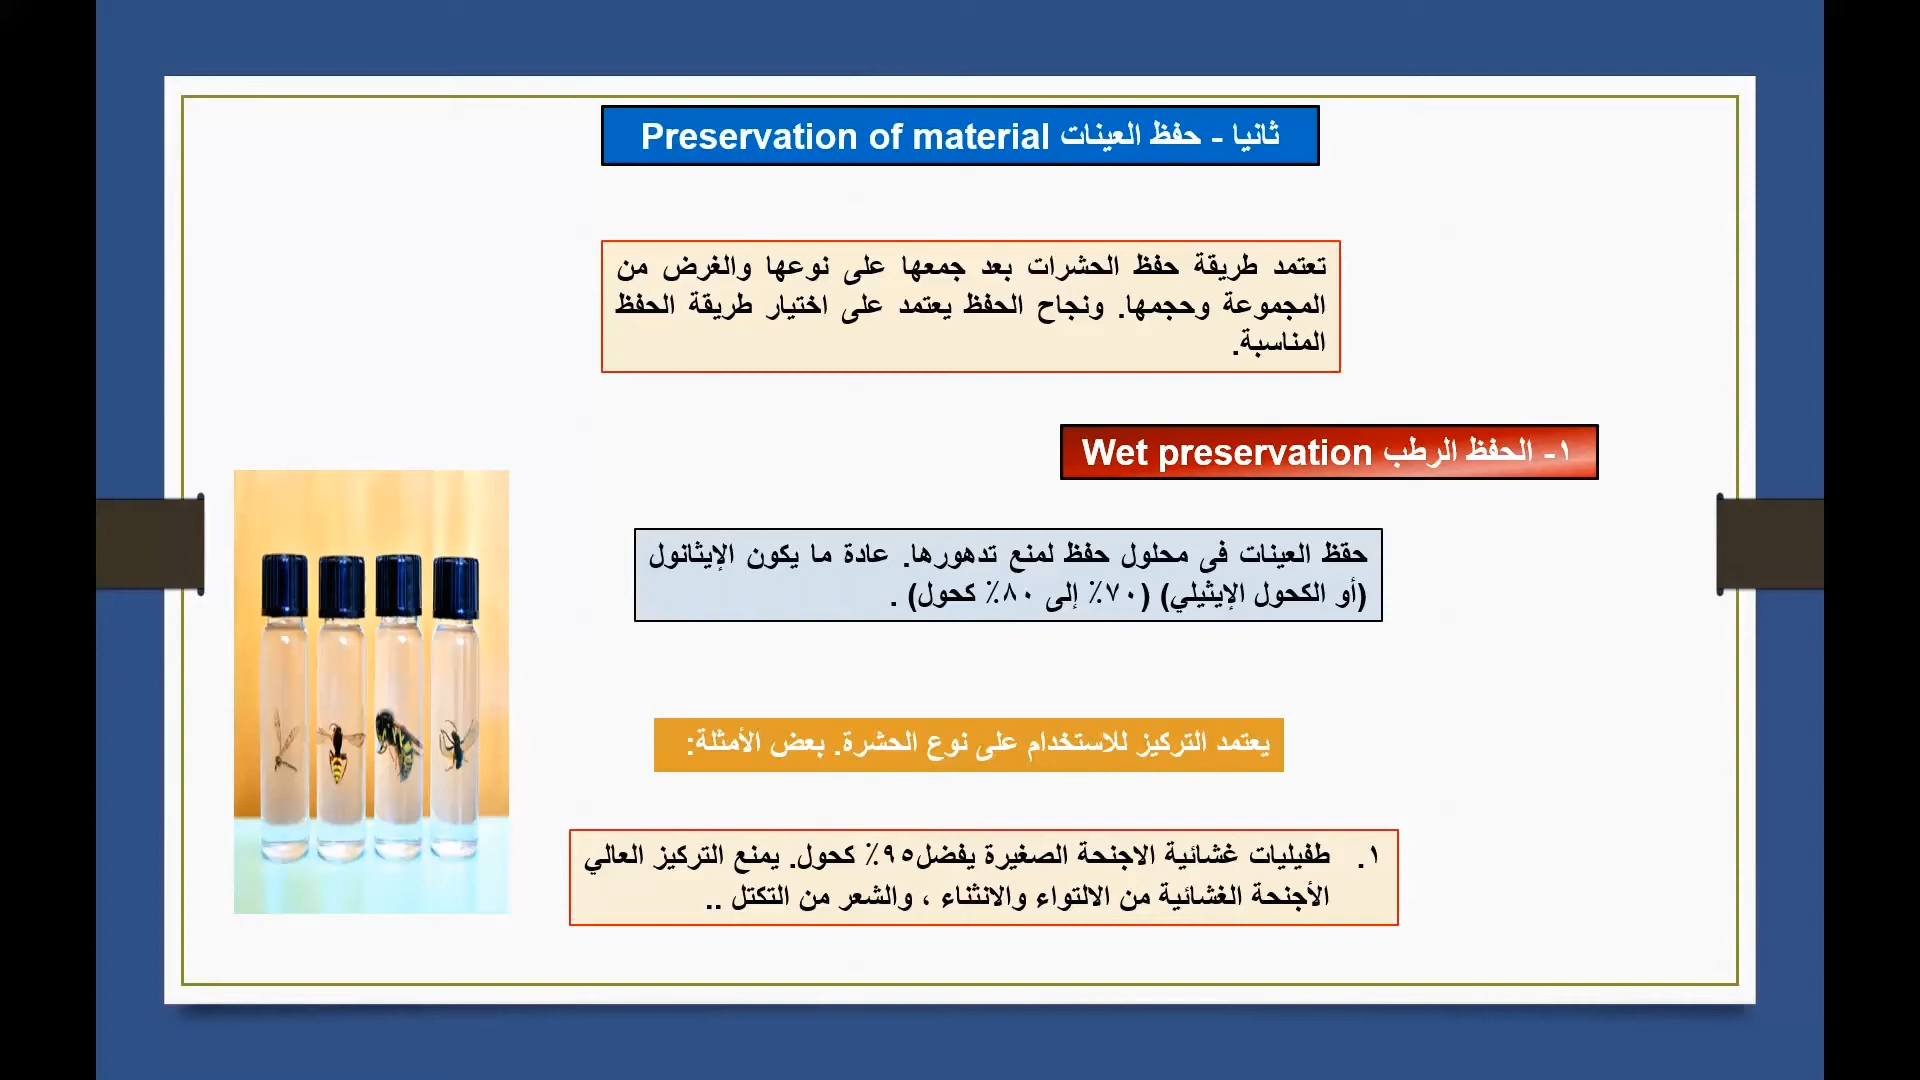 ثانيا - حفظ العينات Preservation of material
تعتمد طريقة حفظ الحشرات بعد جمعها على نوعها والغرض من
المجموعة وحجمها. ونجاح الحفظ يعتمد على اختيار طريقة الحفظ
المناسبة.
١- الحفظ الرطب Wet preservation
حقظ العينات فى محلول حفظ لمنع تدهورها. عادة ما يكون الإيثانول
(أو الكحول الإيثيلي) (٧٠٪ إلى ٨٠٪ كحول) .
يعتمد التركيز للاستخدام على نوع الحشرة. بعض الأمثلة:
١. طفيليات غشائية الاجنحة الصغيرة يفضل٩٥٪ كحول. يمنع التركيز العالي
الأجنحة الغشائية من الالتواء والانثناء ، والشعر من التكتل ..